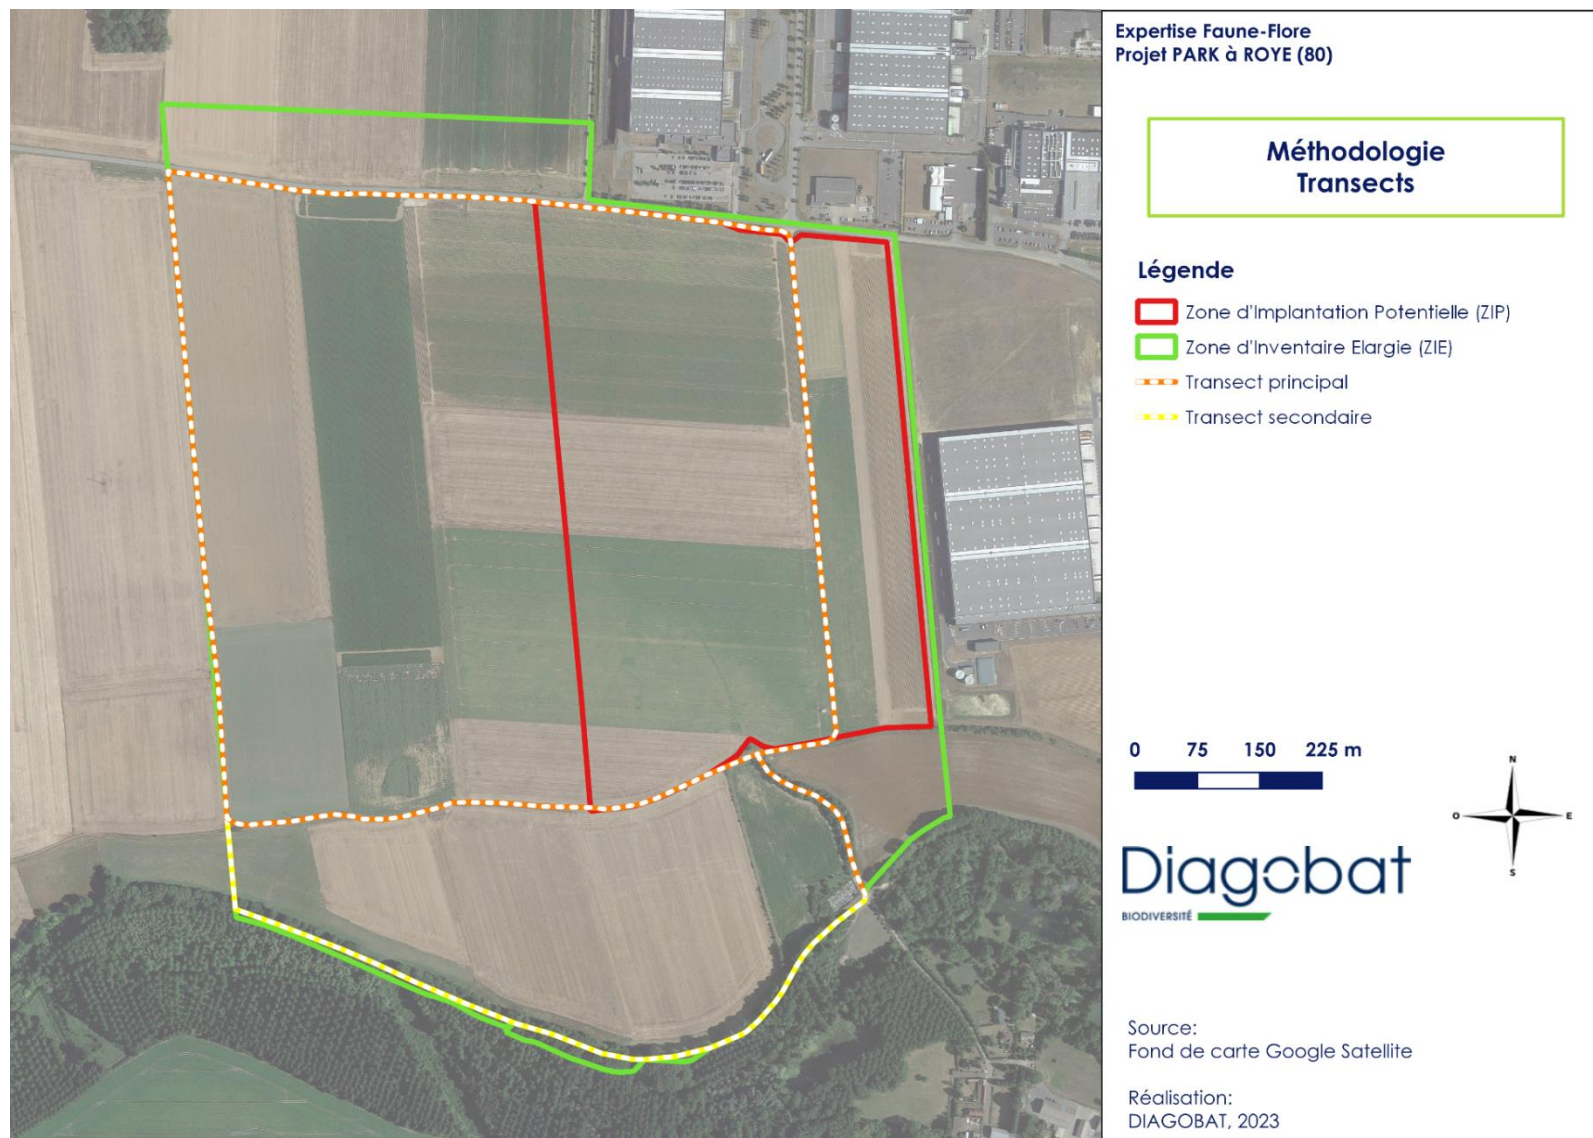 Expertise Faune-Flore
Projet PARK à ROYE (80)
Méthodologie
Transects
Légende
Zone d'Implantation Potentielle (ZIP)
Zone d'Inventaire Elargie (ZIE)
Transect principal
Transect secondaire
0 75 150 225 m
N
O E
S
Diagobat
BIODIVERSITÉ
Source:
Fond de carte Google Satellite
Réalisation:
DIAGOBAT, 2023